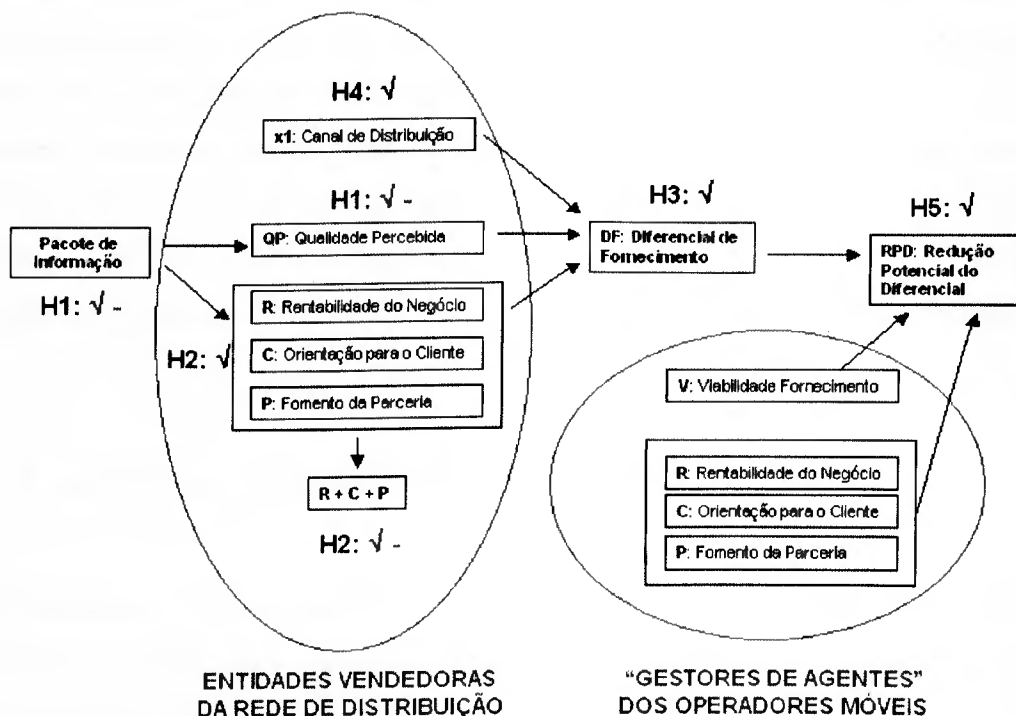 H4: √
x1: Canal de Distribuição
H1: √ -
QP: Qualidade Percebida
Pacote de
Informação
H1: √ -
H2: √
R: Rentabilidade do Negócio
C: Orientação para o Cliente
P: Fomento da Parceria
R + C + P
H2: √ -
H3: √
DF: Diferencial de
Fornecimento
H5: √
RPD: Redução
Potencial do
Diferencial
V: Viabilidade Fornecimento
R: Rentabilidade do Negócio
C: Orientação para o Cliente
P: Fomento da Parceria
ENTIDADES VENDEDORAS
DA REDE DE DISTRIBUIÇÃO
“GESTORES DE AGENTES”
DOS OPERADORES MÓVEIS